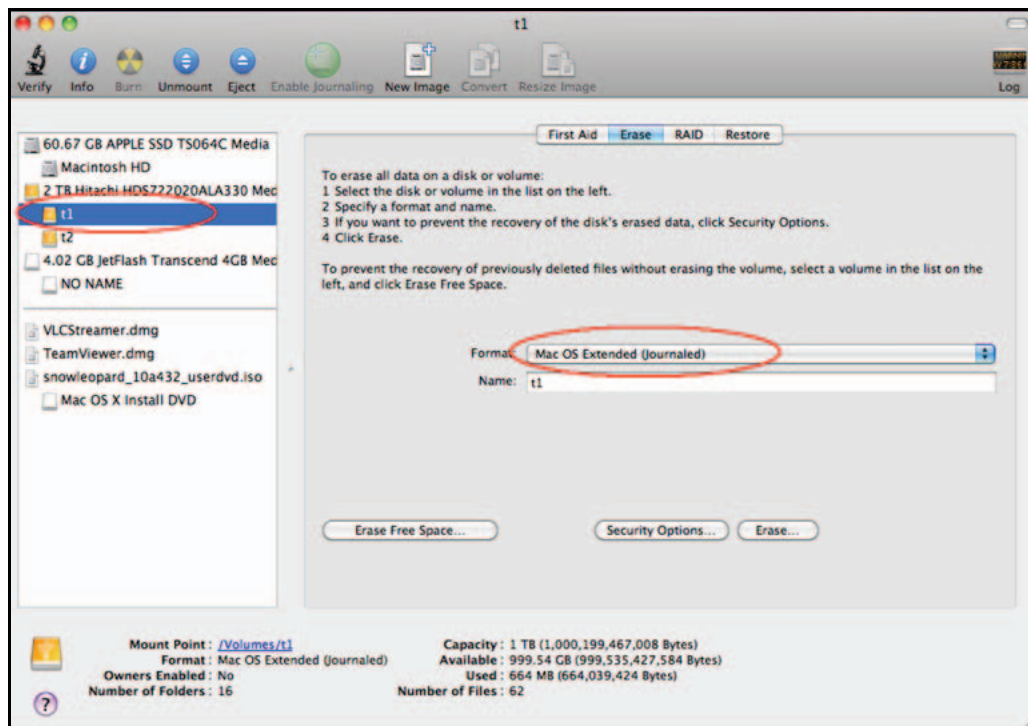 t1
Verify Info Burn Unmount Eject Enable Journaling New Image Convert Resize Image Log
60.67 GB APPLE SSD TS064C Media
Macintosh HD
2 TB Hitachi HDS722020ALA330 Med
t1
t2
4.02 GB JetFlash Transcend 4GB Med
NO NAME
VLCStreamer.dmg
TeamViewer.dmg
snowleopard_10a432_userdvd.iso
Mac OS X Install DVD
First Aid Erase RAID Restore
To erase all data on a disk or volume:
1 Select the disk or volume in the list on the left.
2 Specify a format and name.
3 If you want to prevent the recovery of the disk's erased data, click Security Options.
4 Click Erase.
To prevent the recovery of previously deleted files without erasing the volume, select a volume in the list on the
left, and click Erase Free Space.
Format: Mac OS Extended (Journaled)
Name: t1
Erase Free Space... Security Options... Erase...
Mount Point : /Volumes/t1
Format : Mac OS Extended (Journaled)
Owners Enabled : No
Number of Folders : 16
Capacity : 1 TB (1,000,199,467,008 Bytes)
Available : 999.54 GB (999,535,427,584 Bytes)
Used : 664 MB (664,039,424 Bytes)
Number of Files : 62
?